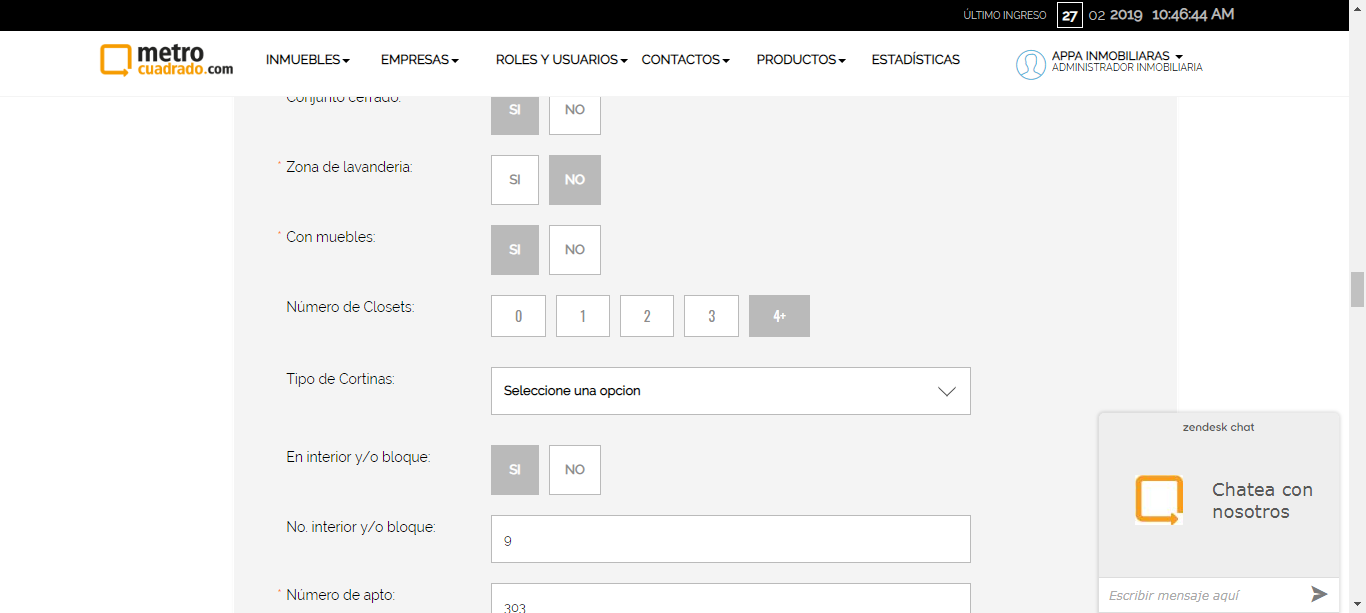 ÚLTIMO INGRESO 27 02 2019 10:46:44 AM
metro
cuadrado.com
INMUEBLES EMPRESAS ROLES Y USUARIOS CONTACTOS PRODUCTOS ESTADÍSTICAS
APPA INMOBILIARAS
ADMINISTRADOR INMOBILIARIA
Conjunto cerrado: SI NO
* Zona de lavanderia: SI NO
* Con muebles: SI NO
Número de Closets: 0 1 2 3 4+
Tipo de Cortinas: Seleccione una opcion
En interior y/o bloque: SI NO
No. interior y/o bloque: 9
* Número de apto: 303
zendesk chat
Chatea con
nosotros
Escribir mensaje aquí